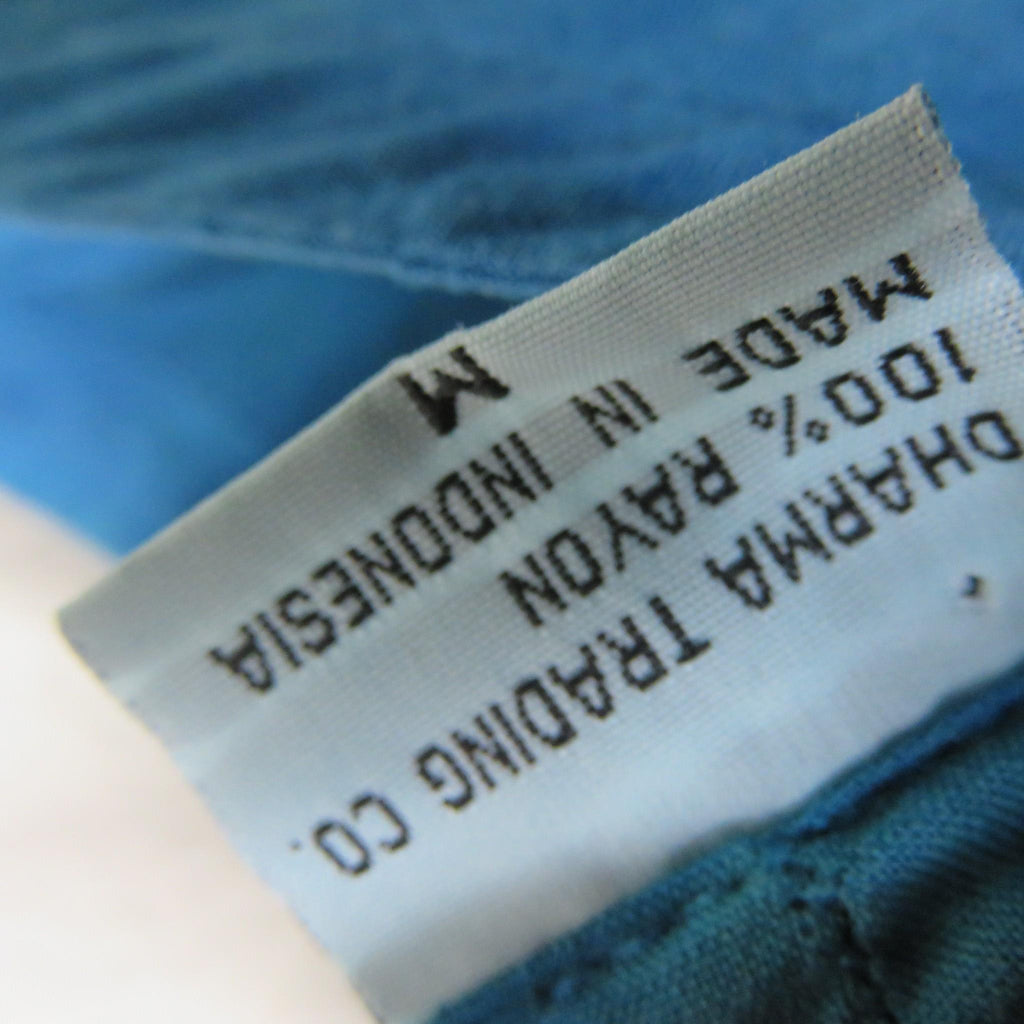 DHARMA TRADING CO.
100% RAYON
MADE IN INDONESIA
M